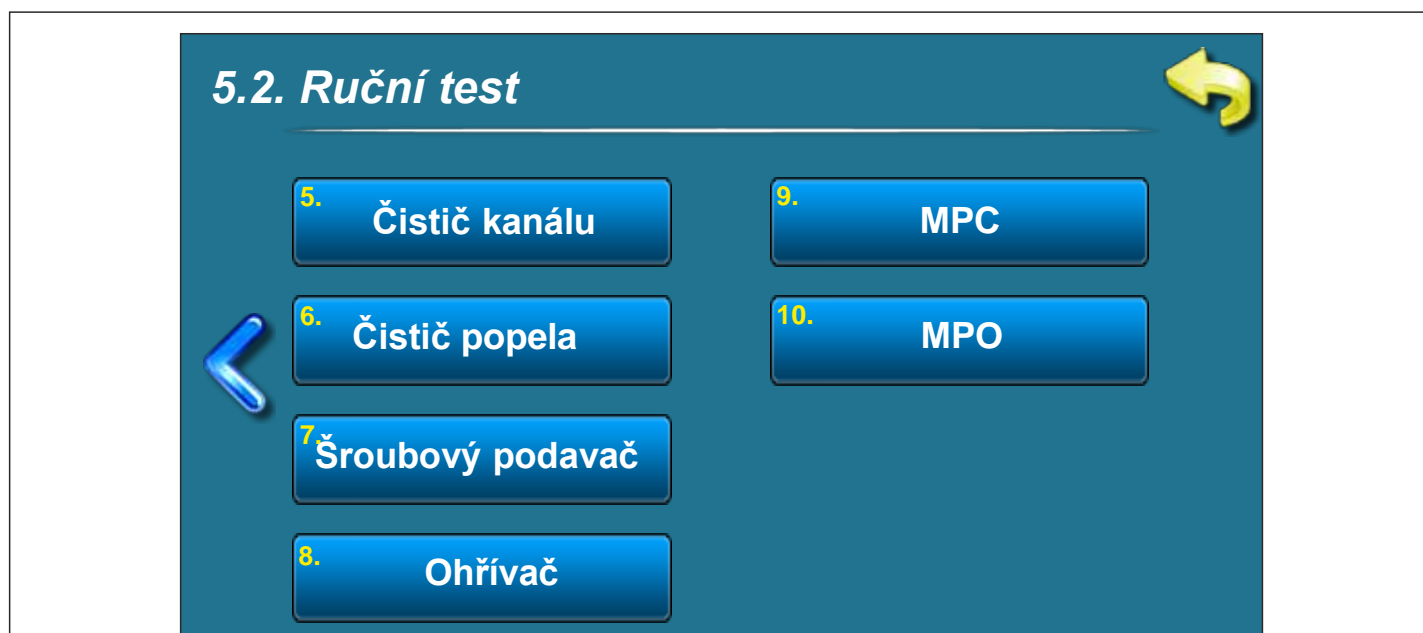 5.2. Ruční test
5. Čistič kanálu
6. Čistič popela
7. Šroubový podavač
8. Ohřívač
9. MPC
10. MPO